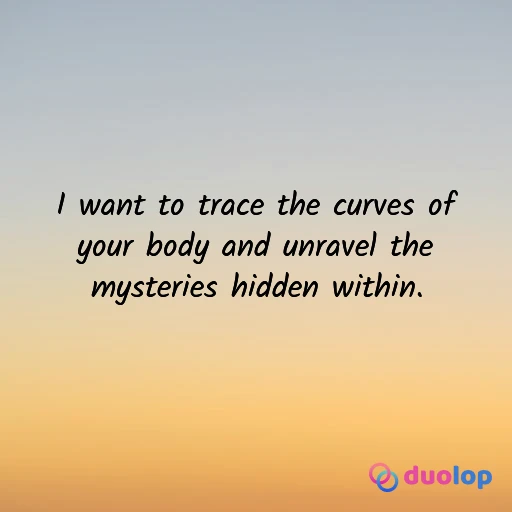 I want to trace the curves of
your body and unravel the
mysteries hidden within.
duolop